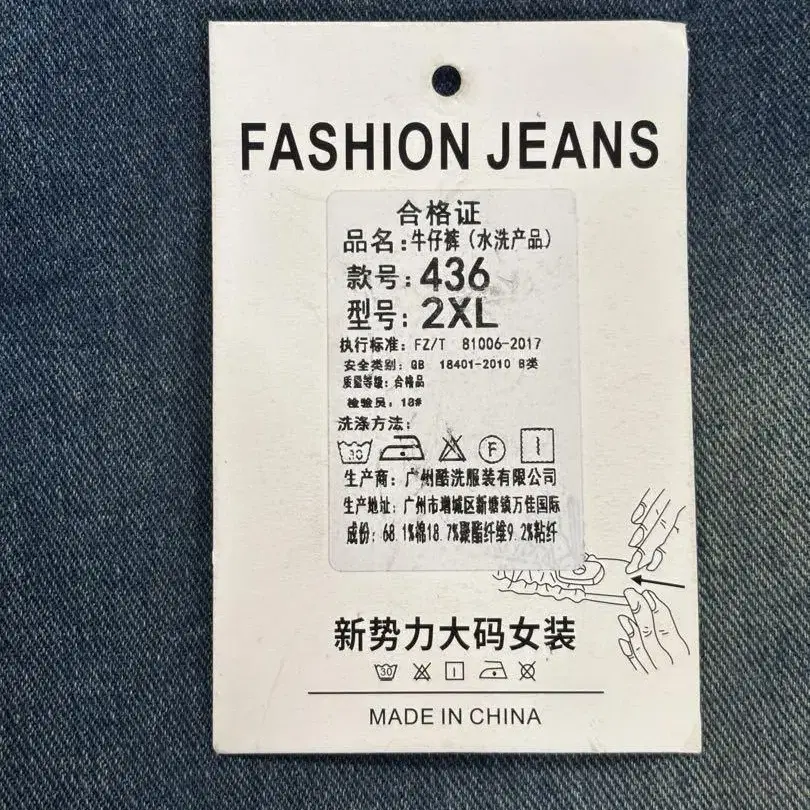 FASHION JEANS
合格证
品名:牛仔裤(水洗产品)
款号:436
型号:2XL
执行标准:FZ/T 81006-2017
安全类别:GB 18401-2010 B类
质量等级:合格品
检验员:18#
洗涤方法:
30 F
生产商:广州酷洗服装有限公司
生产地址:广州市增城区新塘镇万佳国际
成份:68.1%棉18.7%聚酯纤维9.2%粘纤
新势力大码女装
30
MADE IN CHINA